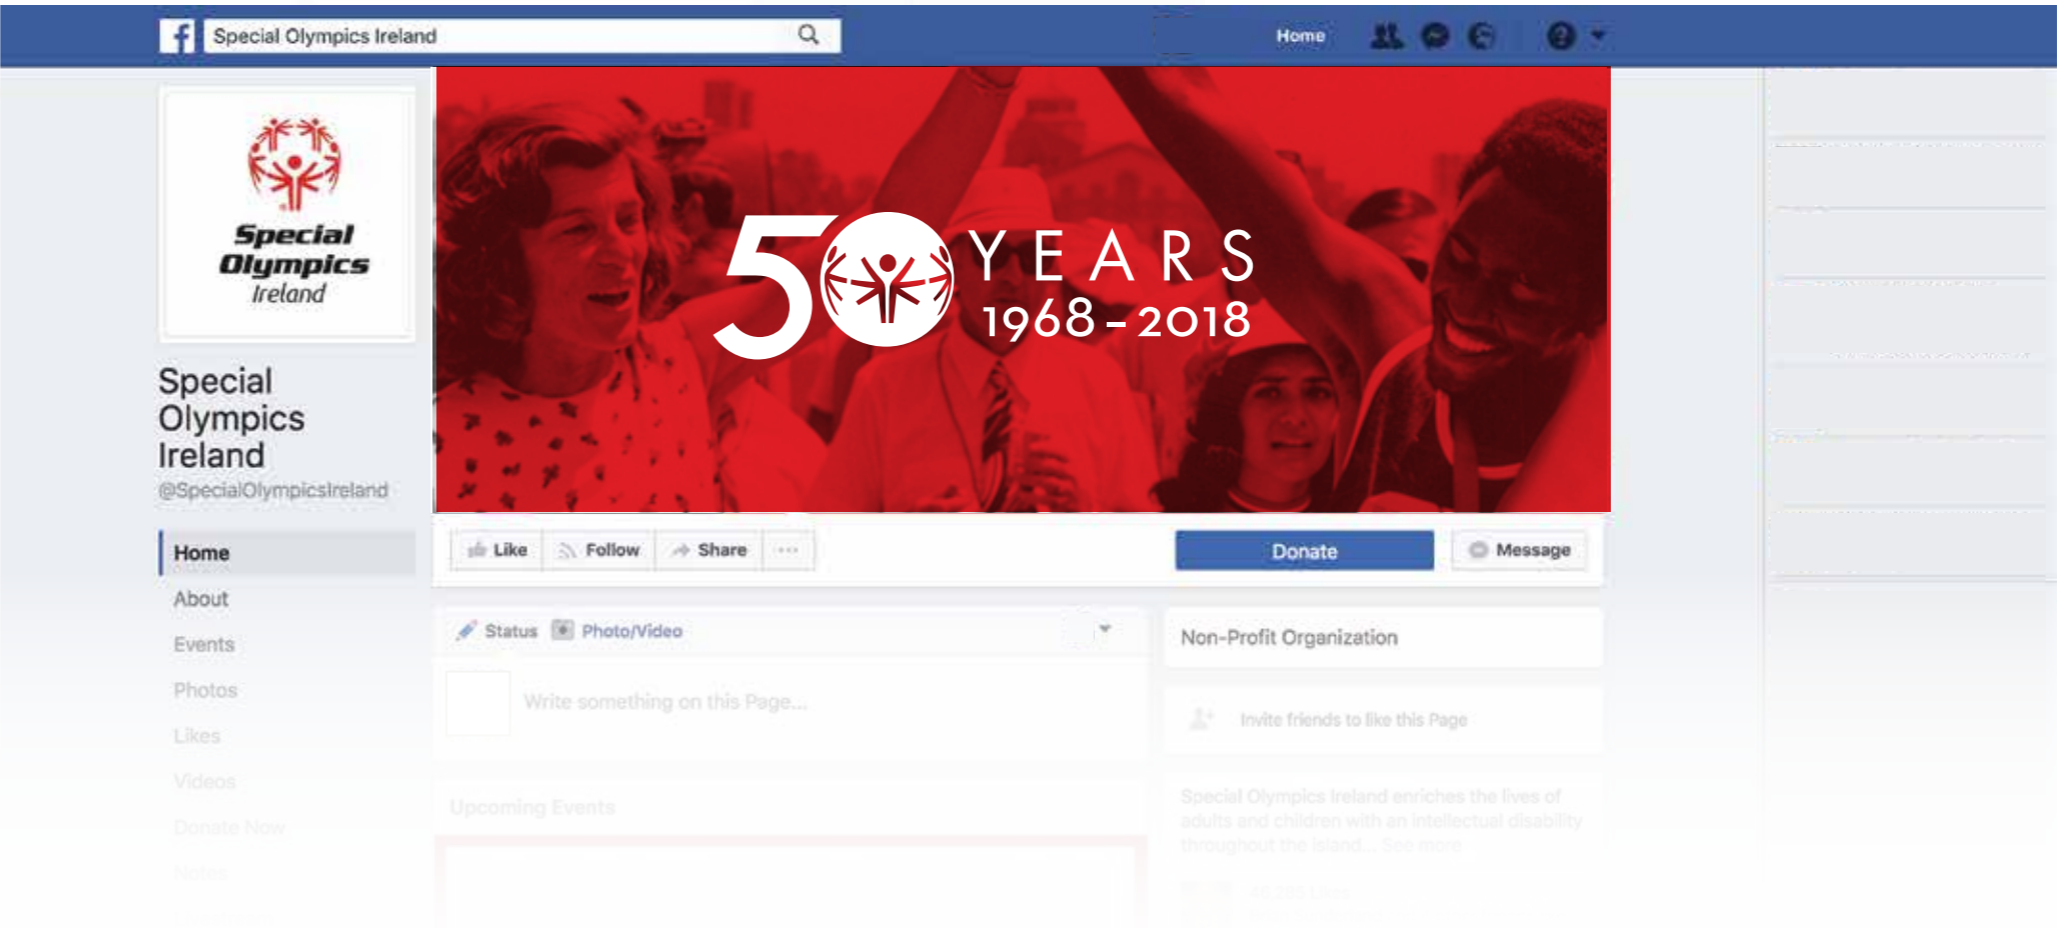 Special Olympics Ireland
Home
Special
Olympics
Ireland
50 YEARS
1968-2018
Special
Olympics
Ireland
@SpecialOlympicsIreland
Home
About
Events
Photos
Likes
Videos
Donate Now
Notes
Like
Follow
Share
Donate
Message
Status
Photo/Video
Write something on this Page...
Upcoming Events
Non-Profit Organization
Invite friends to like this Page
Special Olympics Ireland enriches the lives of
adults and children with an intellectual disability
throughout the island... See more